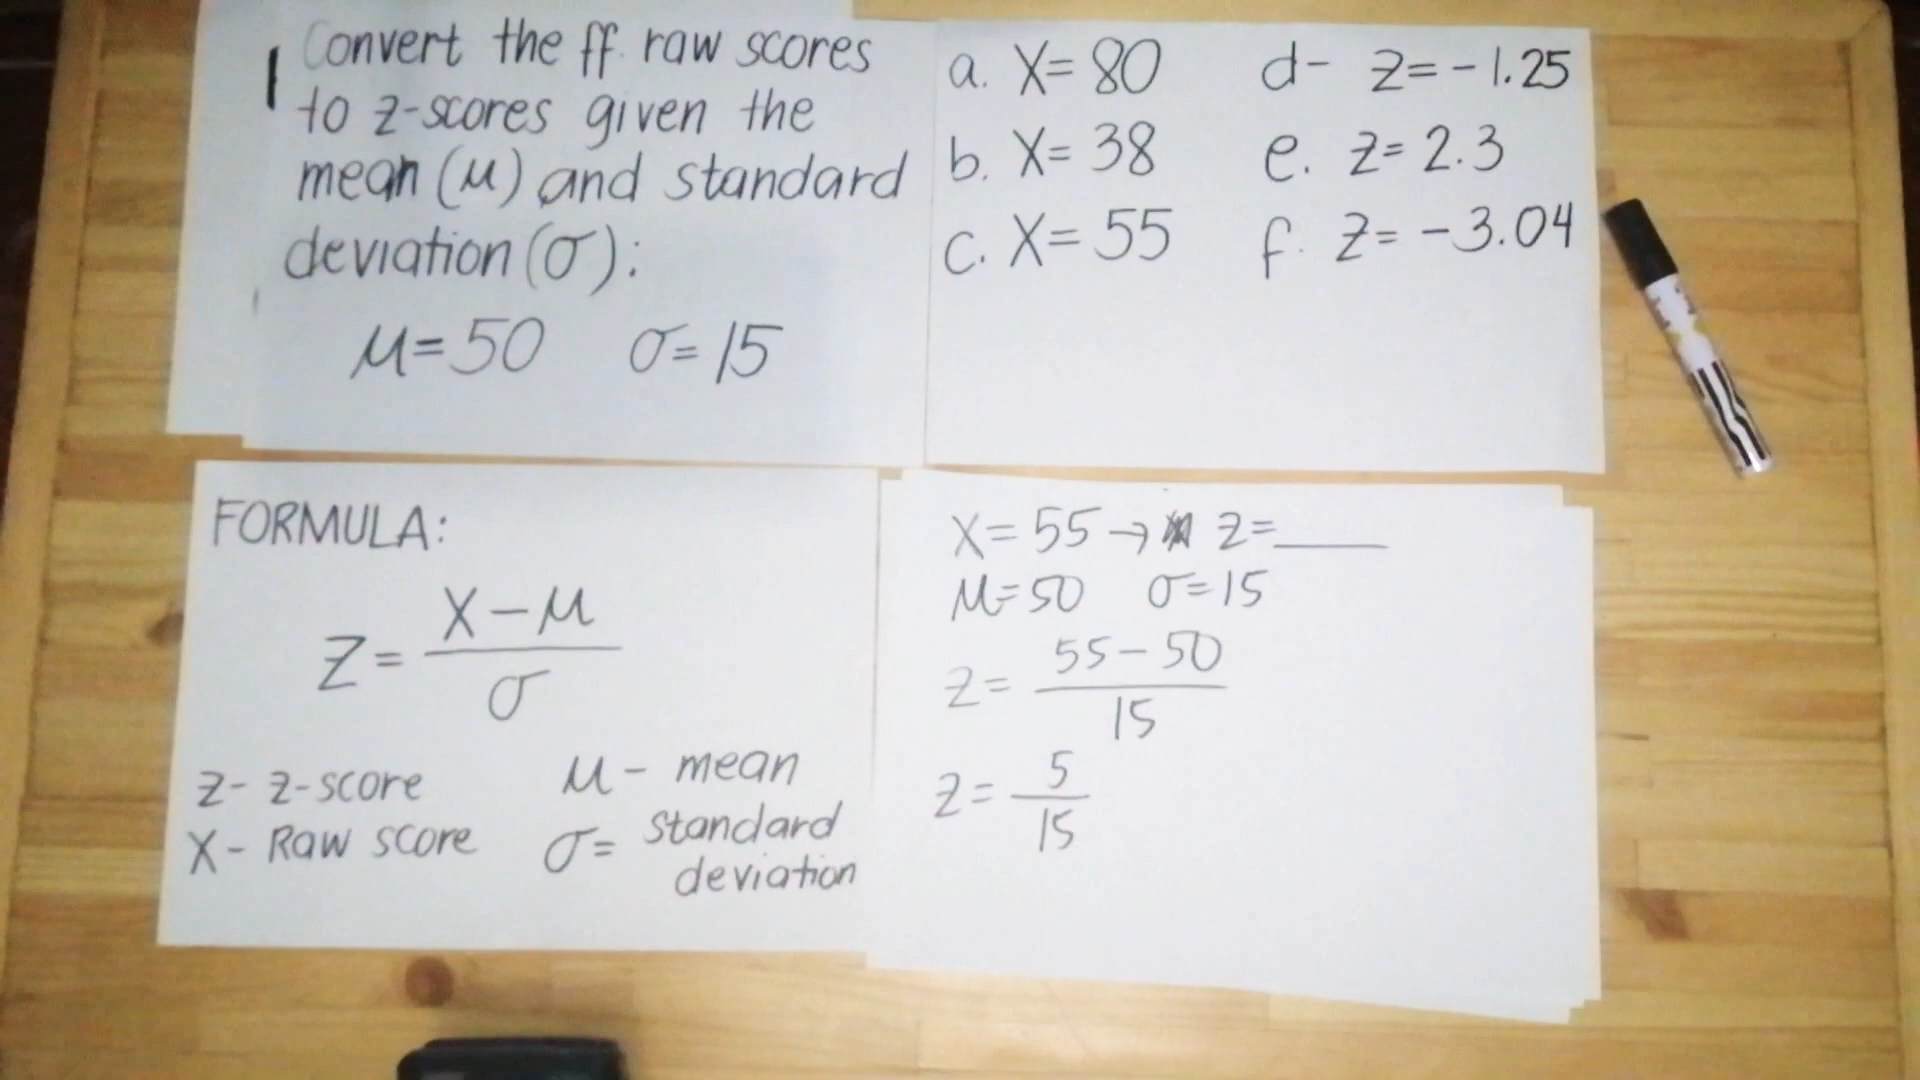 1 Convert the ff. raw scores
to z-scores given the
mean (μ) and standard
deviation (σ):
μ=50 σ=15
a. X= 80
b. X= 38
c. X= 55
d- z= -1.25
e. z= 2.3
f. z= -3.04
FORMULA:
z= X-μ
σ
z- z-score
X- Raw score
μ- mean
σ= standard
deviation
X= 55 → z=____
μ=50 σ=15
z= 55-50
15
z= 5
15